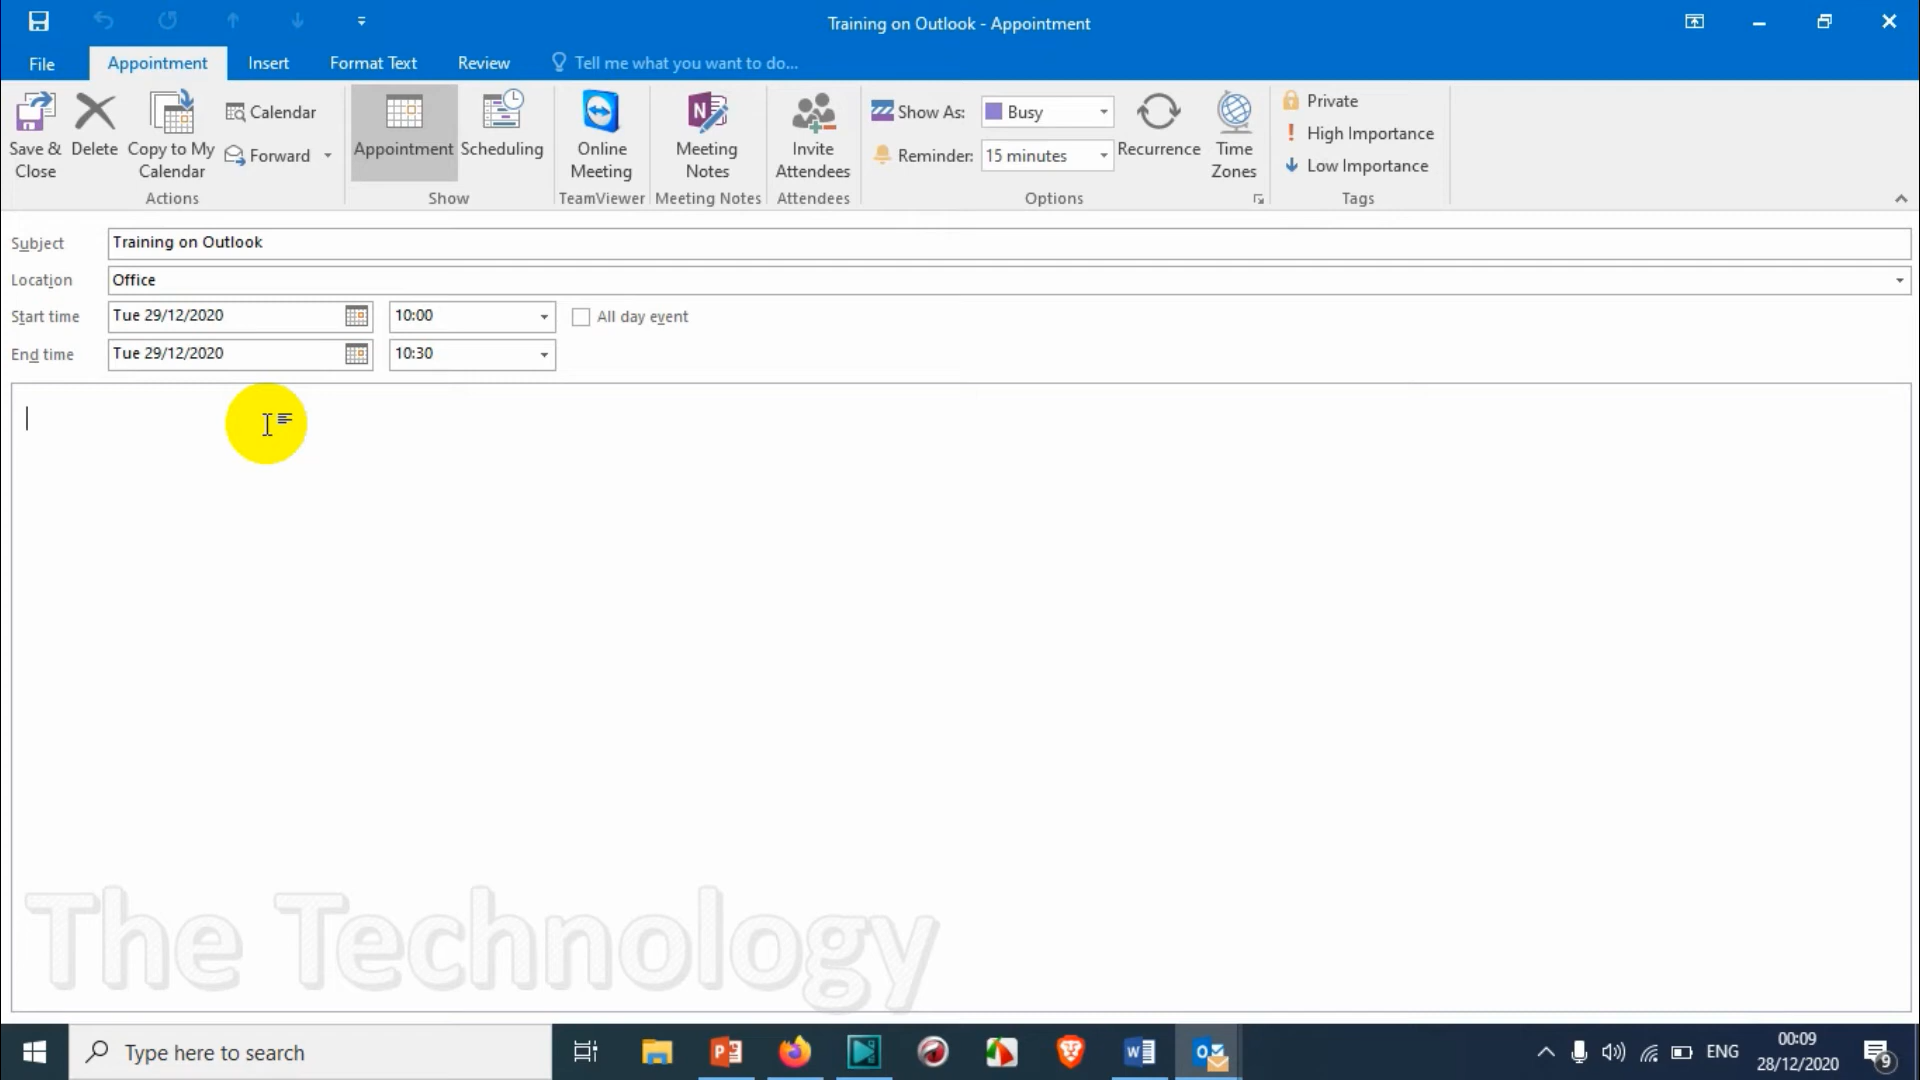 Training on Outlook - Appointment
File Appointment Insert Format Text Review Tell me what you want to do...
Save & Close
Delete
Copy to My Calendar
Calendar
Forward
Actions
Appointment
Scheduling
Show
Online Meeting
TeamViewer
Meeting Notes
Meeting Notes
Invite Attendees
Attendees
Show As: Busy
Reminder: 15 minutes
Recurrence
Time Zones
Options
Private
High Importance
Low Importance
Tags
Subject Training on Outlook
Location Office
Start time Tue 29/12/2020 10:00 All day event
End time Tue 29/12/2020 10:30
The Technology
Type here to search
ENG
00:09
28/12/2020
9